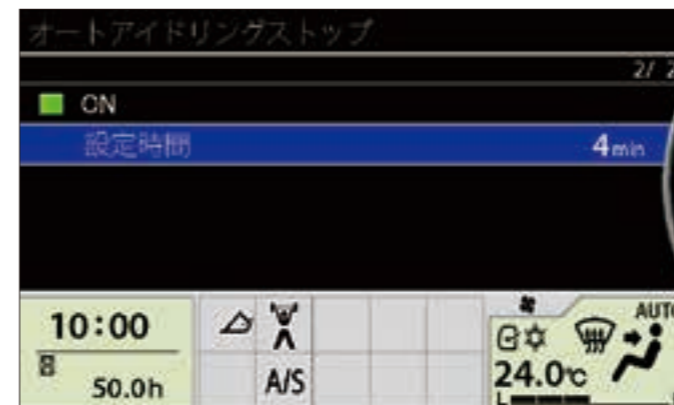 オートアイドリングストップ
2/ 2
ON
設定時間 4min
10:00
50.0h
A/S
AUTO
24.0℃
L